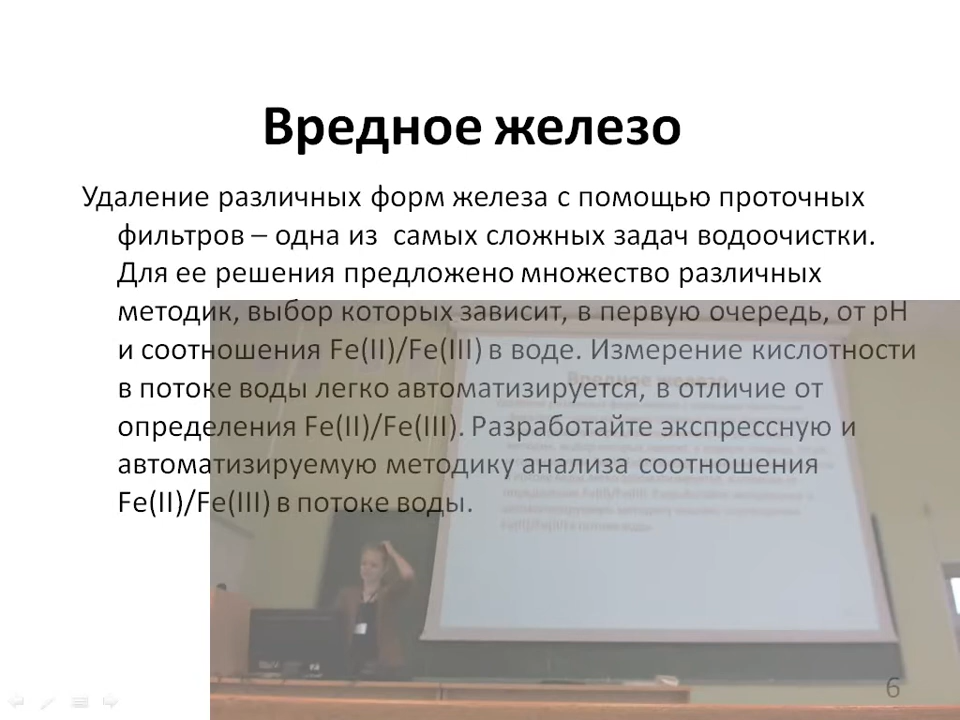 Вредное железо
Удаление различных форм железа с помощью проточных
фильтров – одна из самых сложных задач водоочистки.
Для ее решения предложено множество различных
методик, выбор которых зависит, в первую очередь, от pH
и соотношения Fe(II)/Fe(III) в воде. Измерение кислотности
в потоке воды легко автоматизируется, в отличие от
определения Fe(II)/Fe(III). Разработайте экспрессную и
автоматизируемую методику анализа соотношения
Fe(II)/Fe(III) в потоке воды.
Вредное железо
6